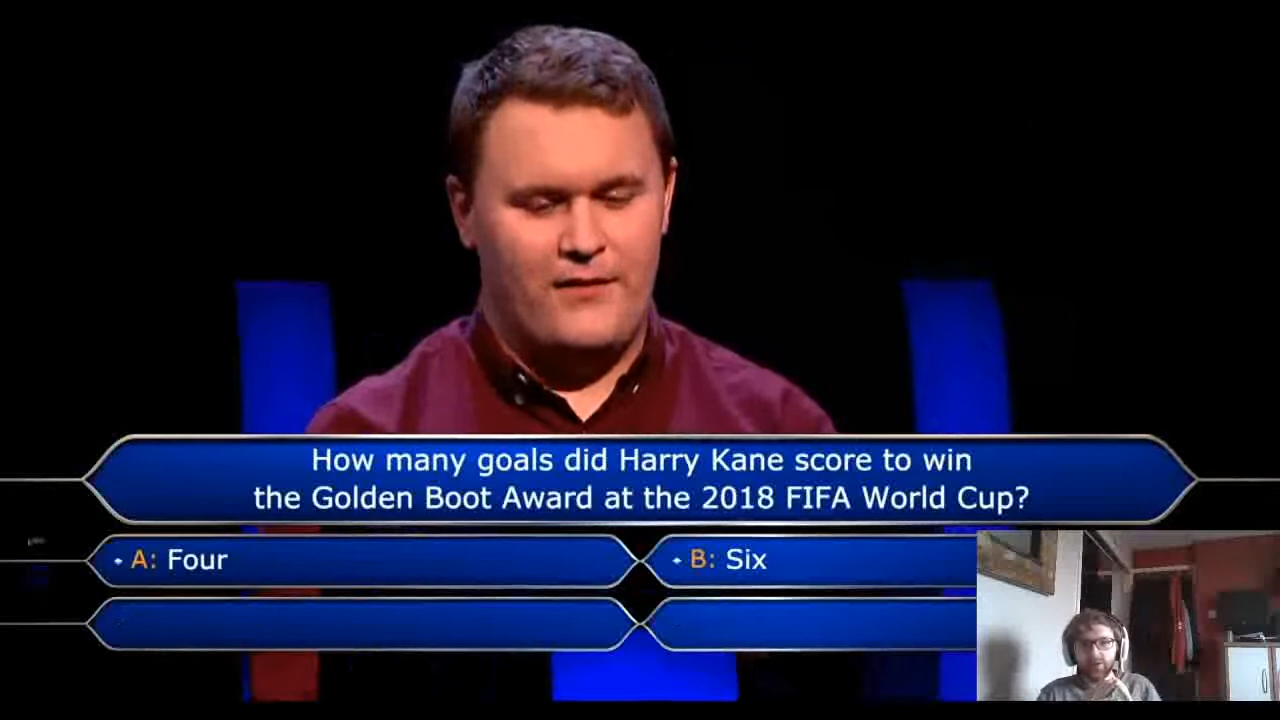 How many goals did Harry Kane score to win
the Golden Boot Award at the 2018 FIFA World Cup?
A: Four
B: Six